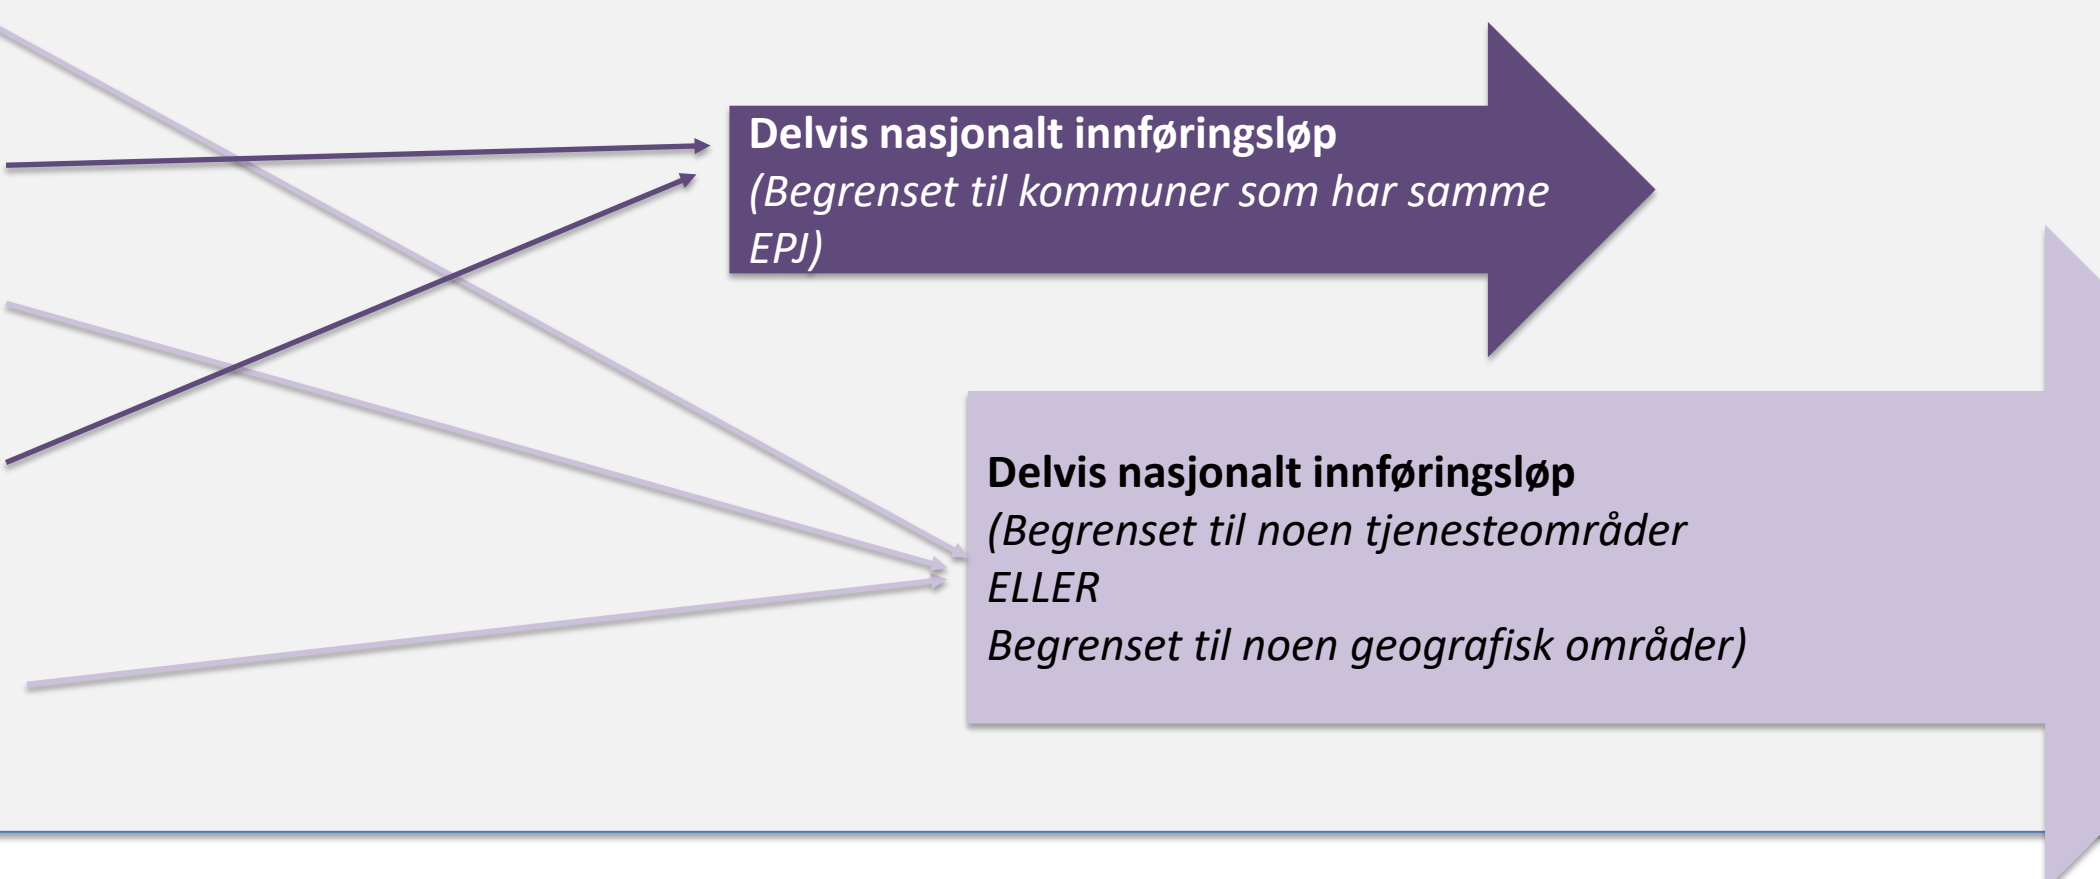 Delvis nasjonalt innføringsløp
(Begrenset til kommuner som har samme
EPJ)
Delvis nasjonalt innføringsløp
(Begrenset til noen tjenesteområder
ELLER
Begrenset til noen geografisk områder)